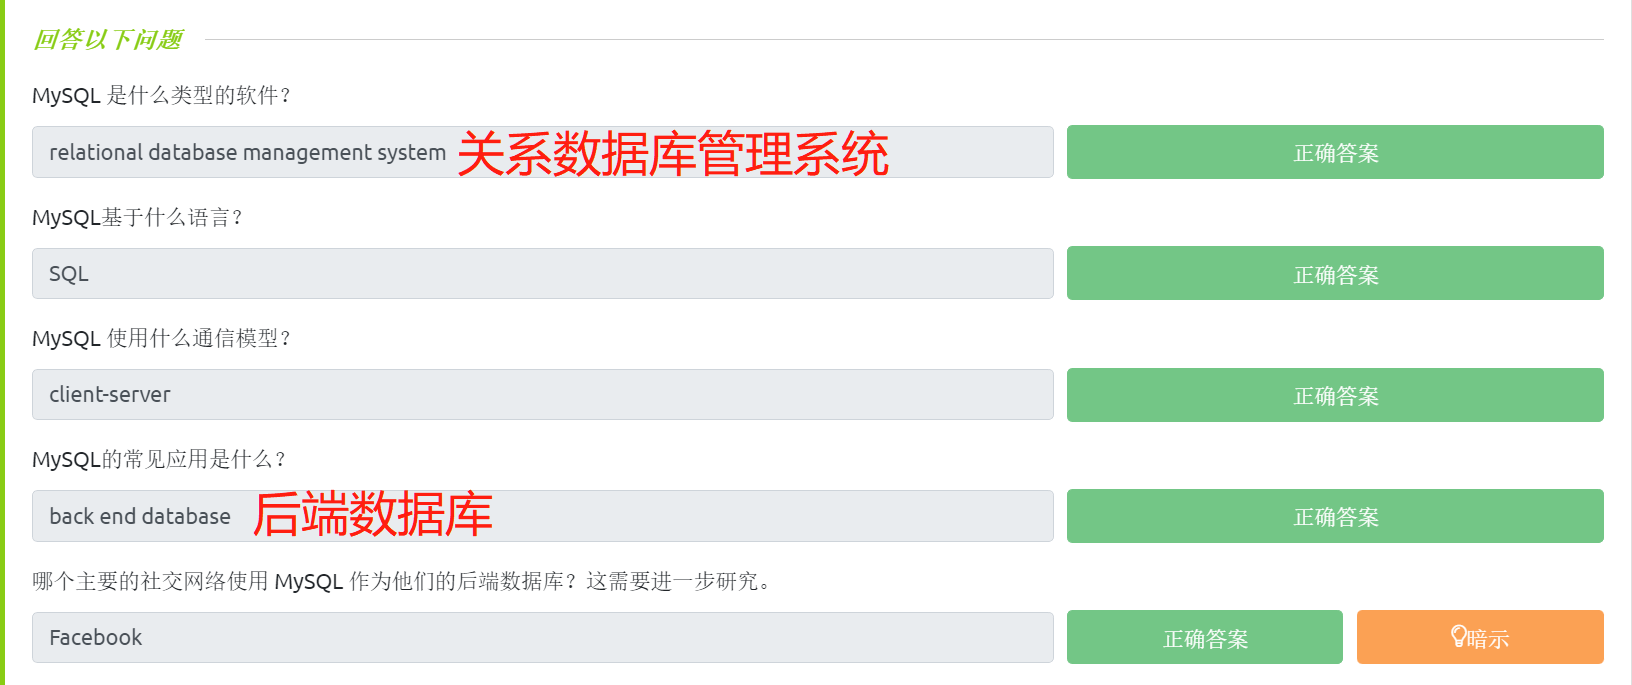 回答以下问题
MySQL 是什么类型的软件？
relational database management system 关系数据库管理系统 正确答案
MySQL基于什么语言？
SQL 正确答案
MySQL 使用什么通信模型？
client-server 正确答案
MySQL的常见应用是什么？
back end database 后端数据库 正确答案
哪个主要的社交网络使用 MySQL 作为他们的后端数据库？这需要进一步研究。
Facebook 正确答案 暗示